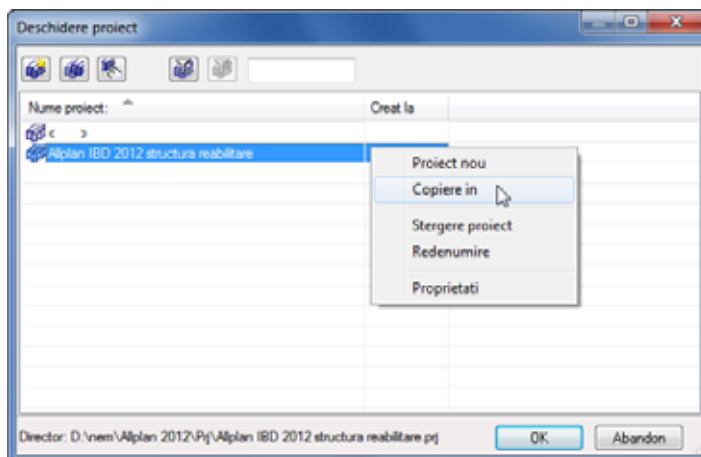 Deschidere proiect
Nume proiect: Creat la
< >
Allplan IBD 2012 structura reabilitare
Proiect nou
Copiere in
Stergere proiect
Redenumire
Proprietati
Director: D:\nem\Allplan 2012\Prj\Allplan IBD 2012 structura reabilitare.prj OK Abandon